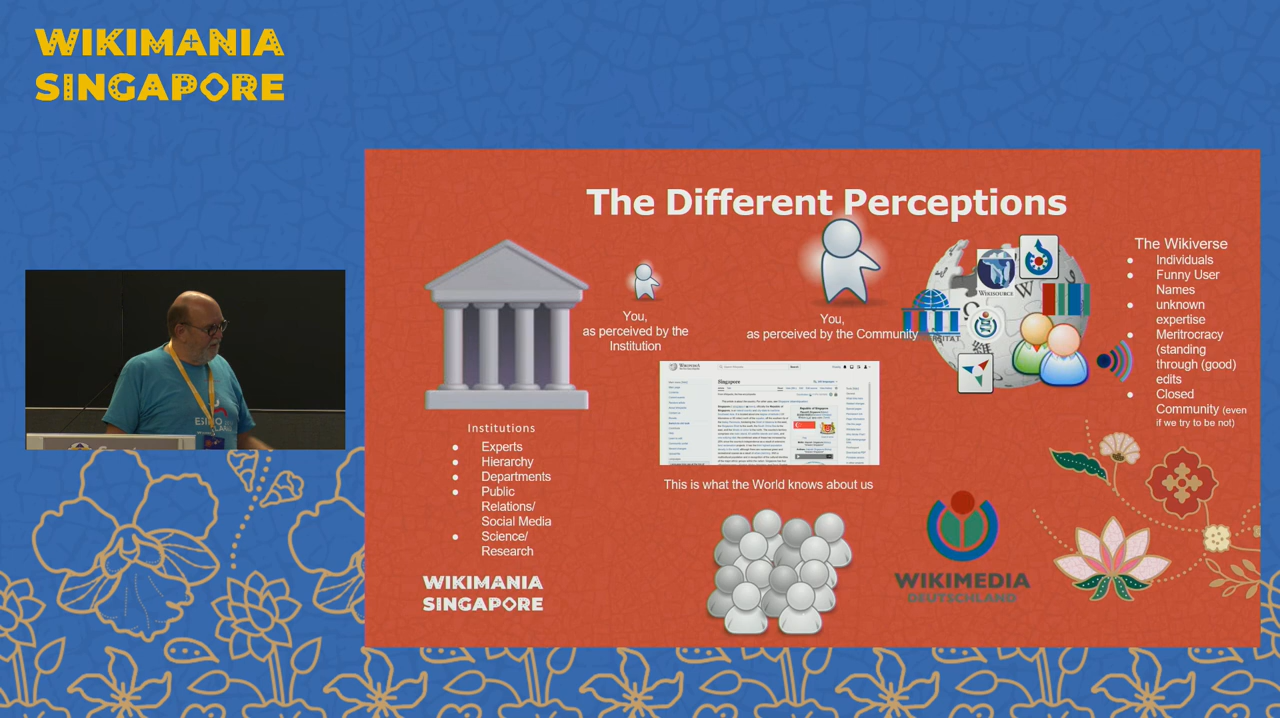 WIKIMANIA
SINGAPORE
The Different Perceptions
You,
as perceived by the
Institution
You,
as perceived by the Community
WIKISOURCE
The Wikiverse
● Individuals
● Funny User
Names
● unknown
expertise
● Meritrocracy
(standing
through (good)
edits
● Closed
Community (even
if we try to be not)
Institutions
● Experts
● Hierarchy
● Departments
● Public
Relations/
Social Media
● Science/
Research
Singapore
This is what the World knows about us
WIKIMEDIA
DEUTSCHLAND
WIKIMANIA
SINGAPORE